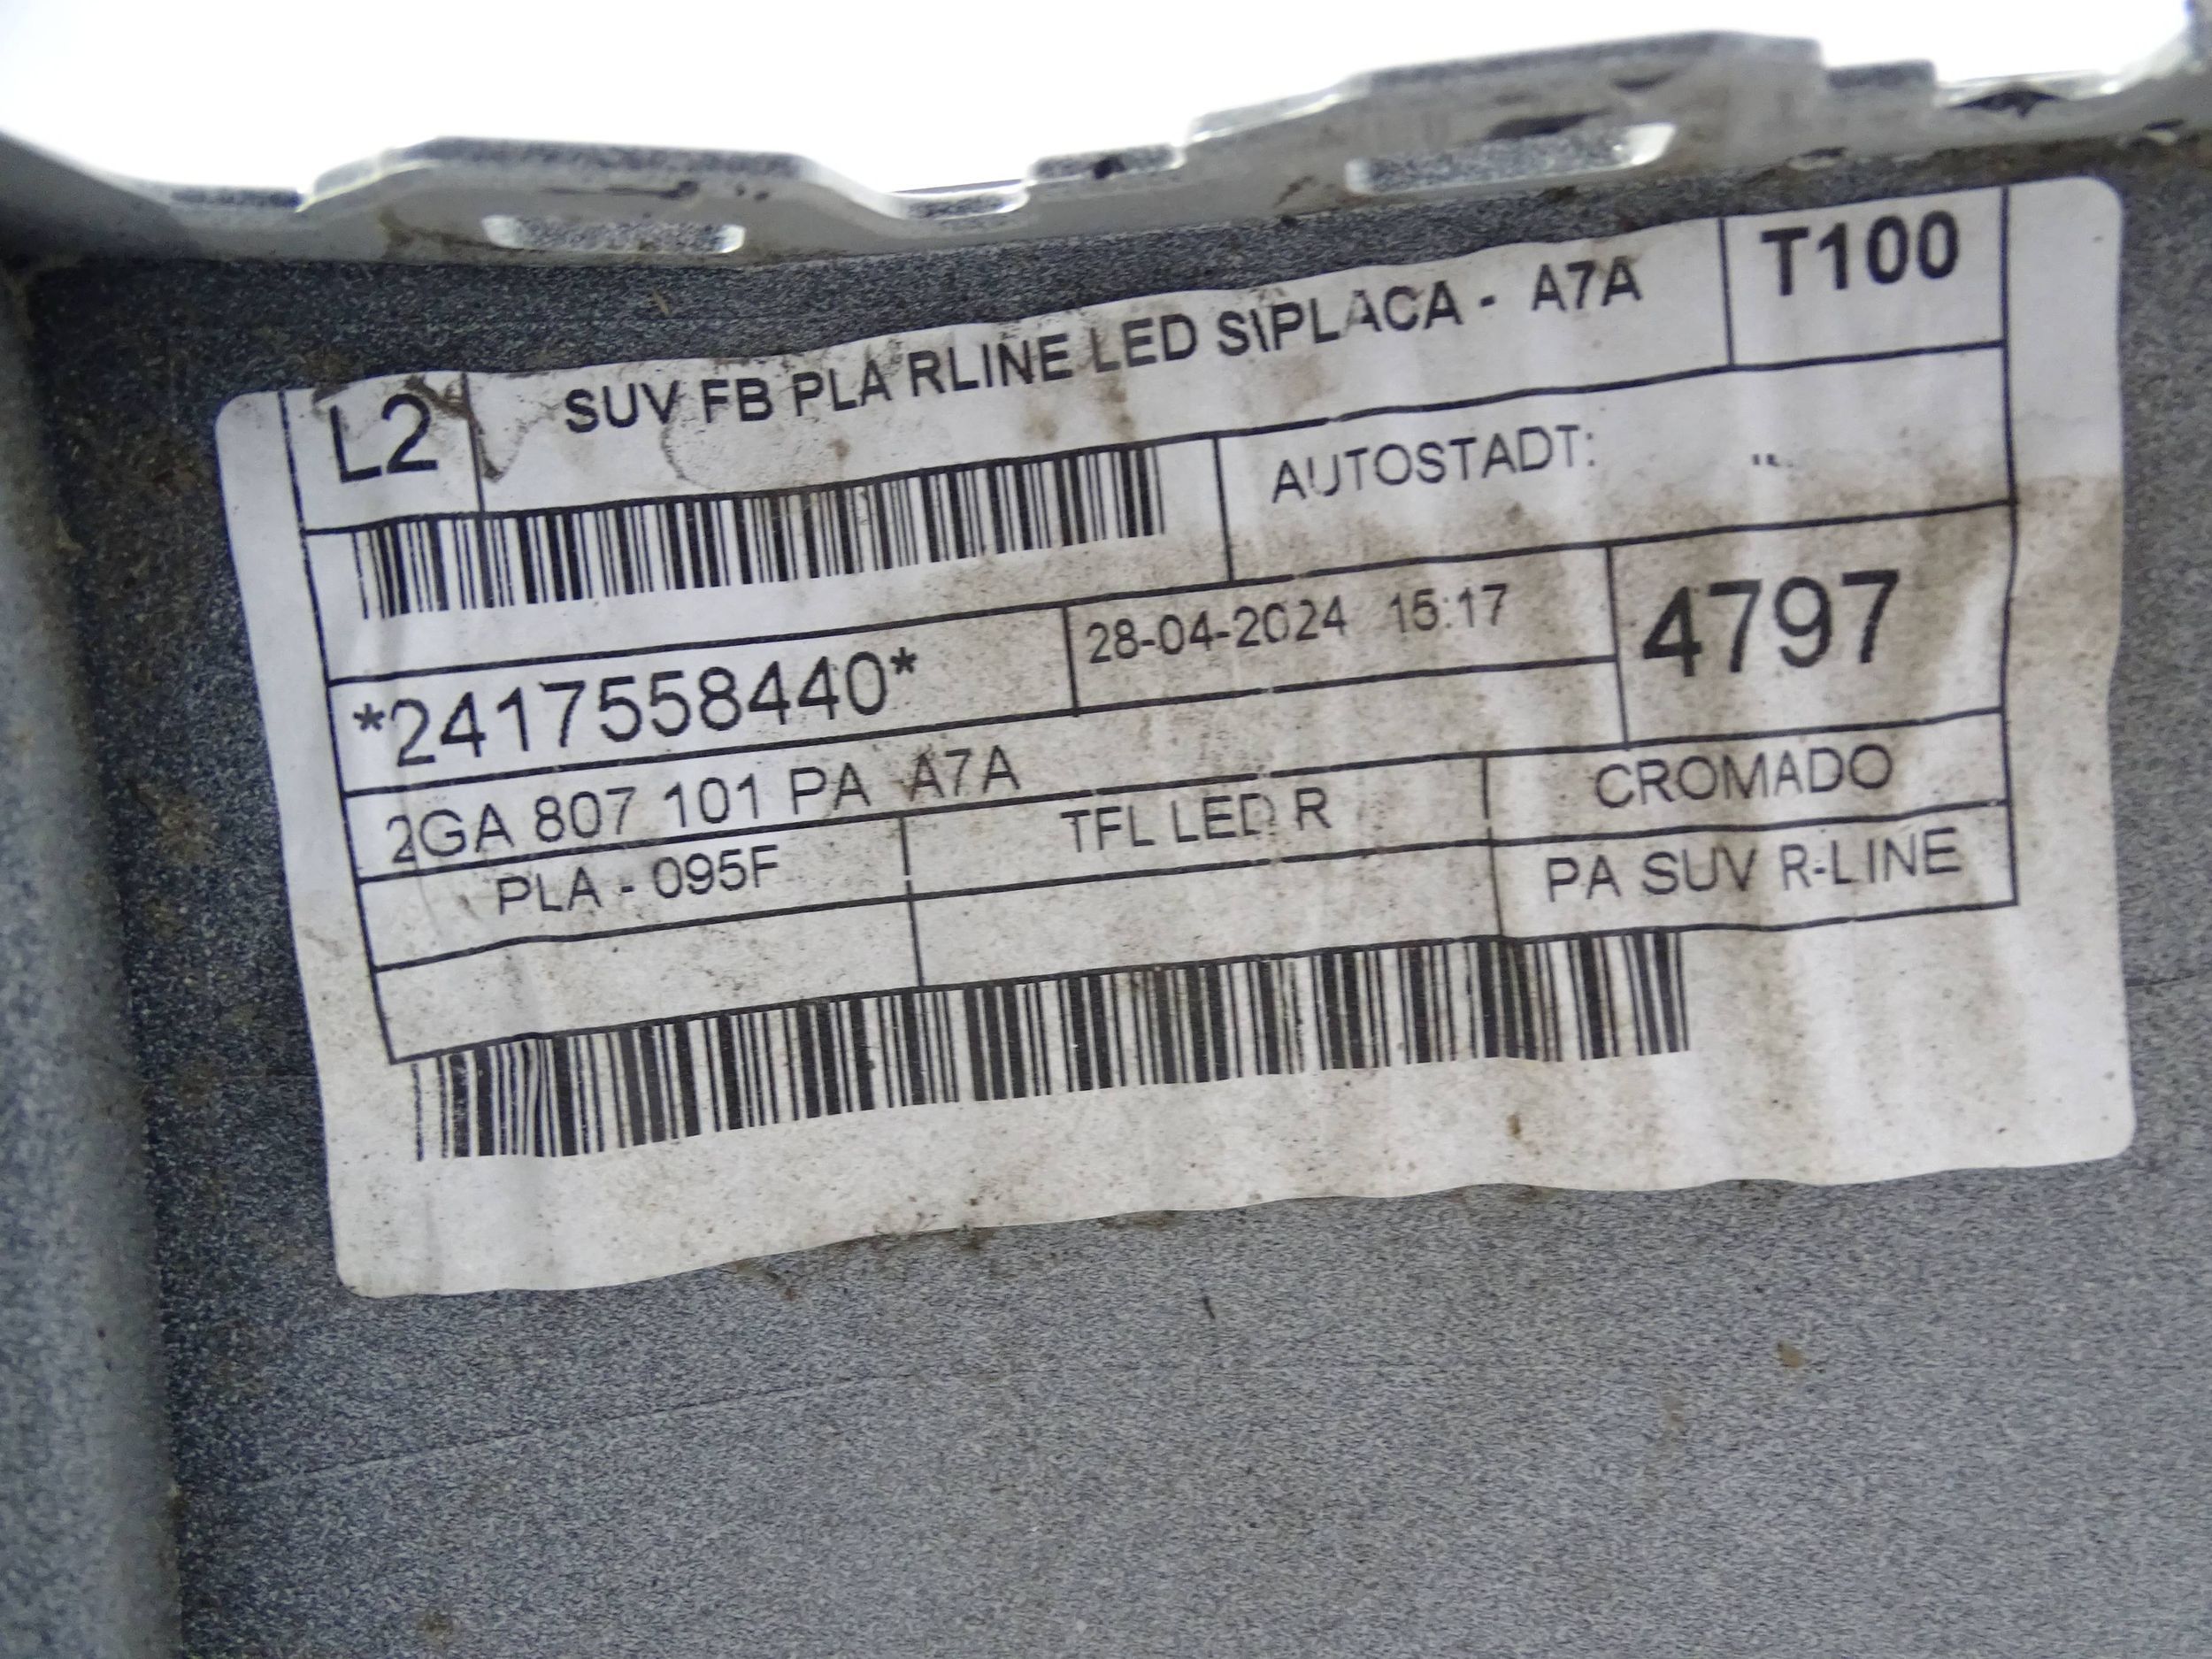 L2 SUV FB PLA RLINE LED S\PLACA - A7A T100
AUTOSTADT: "".
*2417558440* 28-04-2024 15:17 4797
2GA 807 101 PA A7A TFL LED R CROMADO
PLA - 095F PA SUV R-LINE